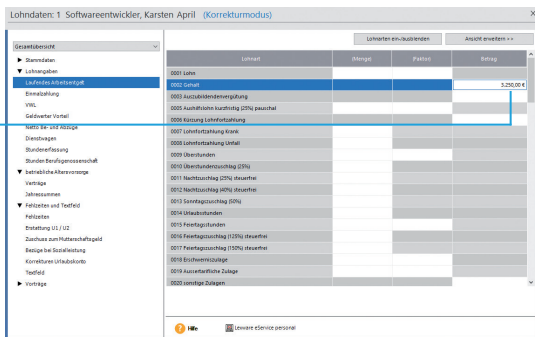 Lohndaten: 1 Softwareentwickler, Karsten April (Korrekturmodus)
Lohnarten ein-/ausblenden Ansicht erweitern >>
Gesamtübersicht
Stammdaten
Lohnangaben
Laufendes Arbeitsentgelt
Einmalzahlung
VWL
Geldwerter Vorteil
Netto Be- und Abzüge
Dienstwagen
Stundenerfassung
Stunden Berufsgenossenschaft
betriebliche Altersvorsorge
Verträge
Jahressummen
Fehlzeiten und Textfeld
Fehlzeiten
Erstattung U1 / U2
Zuschuss zum Mutterschaftsgeld
Bezüge bei Sozialleistung
Korrekturen Urlaubskonto
Textfeld
Vorträge
Lohnart (Menge) (Faktor) Betrag
0001 Lohn
0002 Gehalt 3.250,00 €
0003 Auszubildendenvergütung
0005 Aushilfslohn kurzfristig (25%) pauschal
0006 Kürzung Lohnfortzahlung
0007 Lohnfortzahlung Krank
0008 Lohnfortzahlung Unfall
0009 Überstunden
0010 Überstundenzuschlag (25%)
0011 Nachtzuschlag (25%) steuerfrei
0012 Nachtzuschlag (40%) steuerfrei
0013 Sonntagszuschlag (50%)
0014 Urlaubsstunden
0015 Feiertagsstunden
0016 Feiertagszuschlag (125%) steuerfrei
0017 Feiertagszuschlag (150%) steuerfrei
0018 Erschwerniszulage
0019 Aussertarifliche Zulage
0020 sonstige Zulagen
Hilfe Lexware eService personal